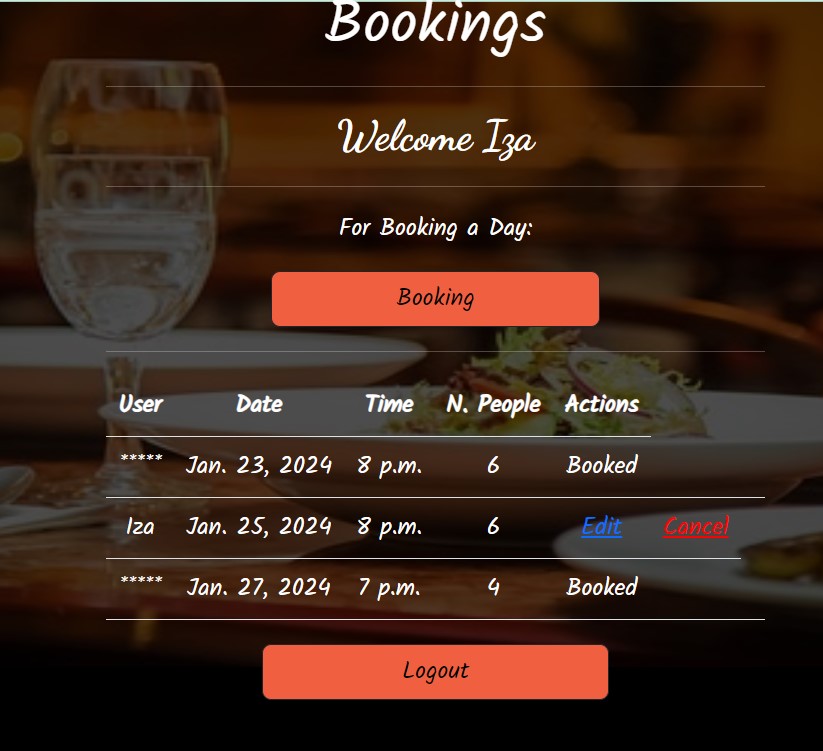 Bookings
Welcome Iza
For Booking a Day:
Booking
User Date Time N. People Actions
***** Jan. 23, 2024 8 p.m. 6 Booked
Iza Jan. 25, 2024 8 p.m. 6 Edit Cancel
***** Jan. 27, 2024 7 p.m. 4 Booked
Logout